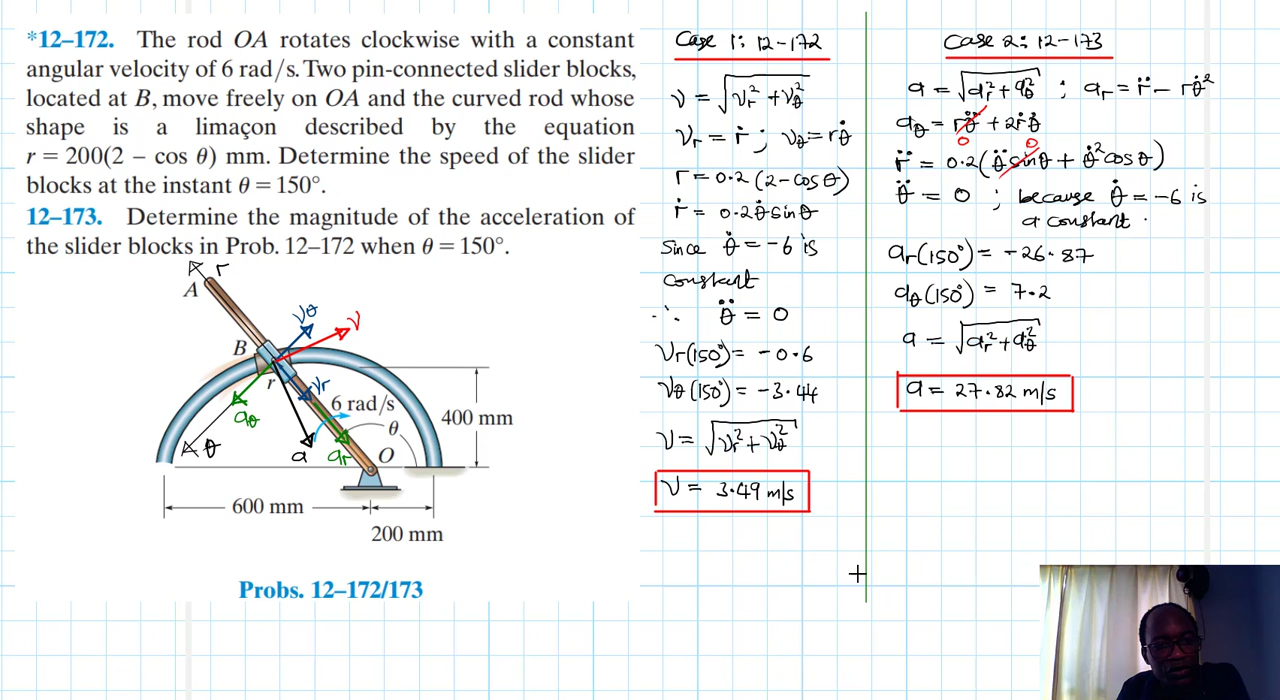 *12–172. The rod OA rotates clockwise with a constant
angular velocity of 6 rad/s. Two pin-connected slider blocks,
located at B, move freely on OA and the curved rod whose
shape is a limaçon described by the equation
r = 200(2 – cos θ) mm. Determine the speed of the slider
blocks at the instant θ = 150°.
12–173. Determine the magnitude of the acceleration of
the slider blocks in Prob. 12–172 when θ = 150°.
r
A
vθ
v
B
r
vr
6 rad/s
aθ
θ
400 mm
θ
a
ar
O
600 mm
200 mm
Probs. 12–172/173
Case 1: 12-172
v = √(vr² + vθ²)
vr = ṙ ; vθ = rθ̇
r = 0.2 (2-cosθ)
ṙ = 0.2θ̇ sinθ
Since θ̇ = -6 is
constant
∴ θ̈ = 0
vr(150°) = -0.6
vθ(150°) = -3.44
v = √(vr² + vθ²)
v = 3.49 m/s
Case 2: 12-173
a = √(ar² + aθ²) ; ar = r̈ - rθ̇²
aθ = rθ̈ + 2ṙθ̇
0 0
r̈ = 0.2(θ̈ sinθ + θ̇² cosθ)
θ̈ = 0 ; because θ̇ = -6 is
a constant.
ar(150°) = -26.87
aθ(150°) = 7.2
a = √(ar² + aθ²)
a = 27.82 m/s